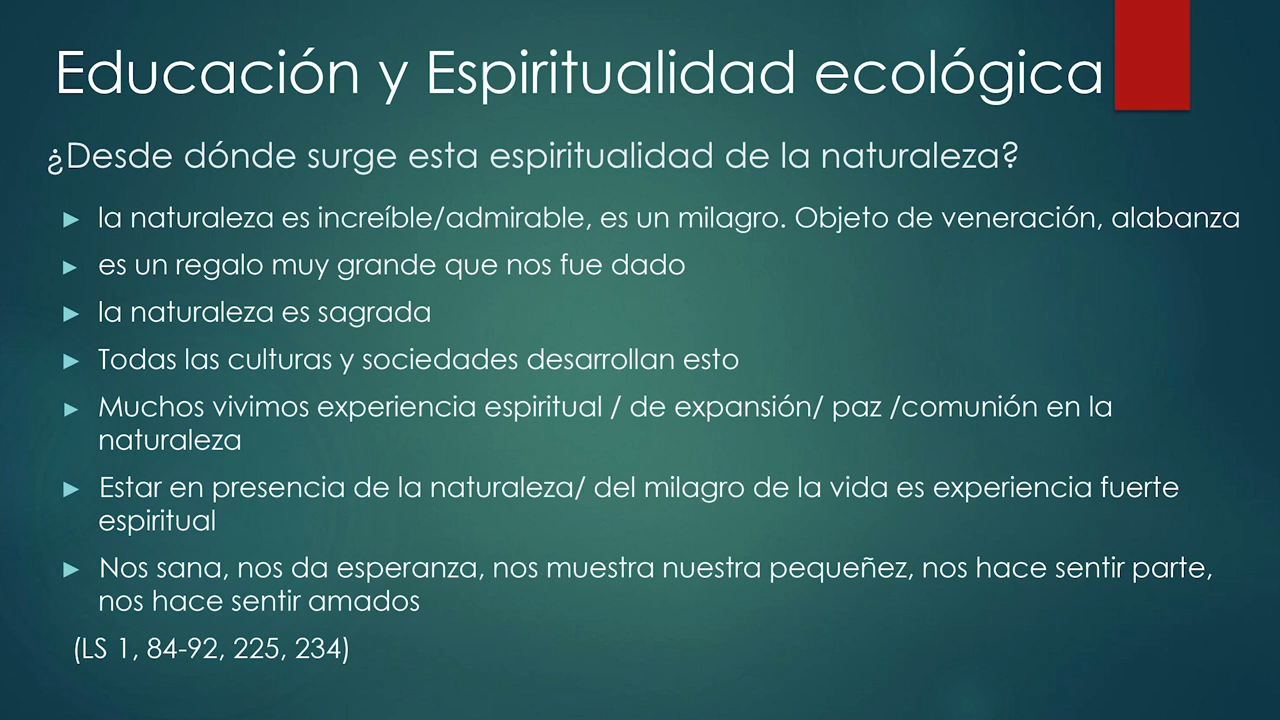 Educación y Espiritualidad ecológica
¿Desde dónde surge esta espiritualidad de la naturaleza?
► la naturaleza es increíble/admirable, es un milagro. Objeto de veneración, alabanza
► es un regalo muy grande que nos fue dado
► la naturaleza es sagrada
► Todas las culturas y sociedades desarrollan esto
► Muchos vivimos experiencia espiritual / de expansión/ paz /comunión en la
naturaleza
► Estar en presencia de la naturaleza/ del milagro de la vida es experiencia fuerte
espiritual
► Nos sana, nos da esperanza, nos muestra nuestra pequeñez, nos hace sentir parte,
nos hace sentir amados
(LS 1, 84-92, 225, 234)